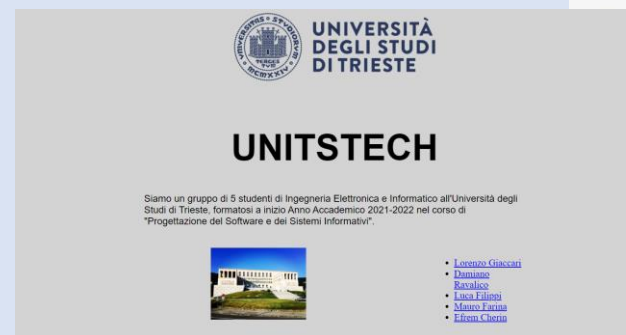 UNIVERSITÀ
DEGLI STUDI
DI TRIESTE
UNITSTECH
Siamo un gruppo di 5 studenti di Ingegneria Elettronica e Informatico all'Università degli
Studi di Trieste, formatosi a inizio Anno Accademico 2021-2022 nel corso di
"Progettazione del Software e dei Sistemi Informativi".
Lorenzo Giaccari
Damiano
Ravalico
Luca Filippi
Mauro Farina
Efrem Cherin